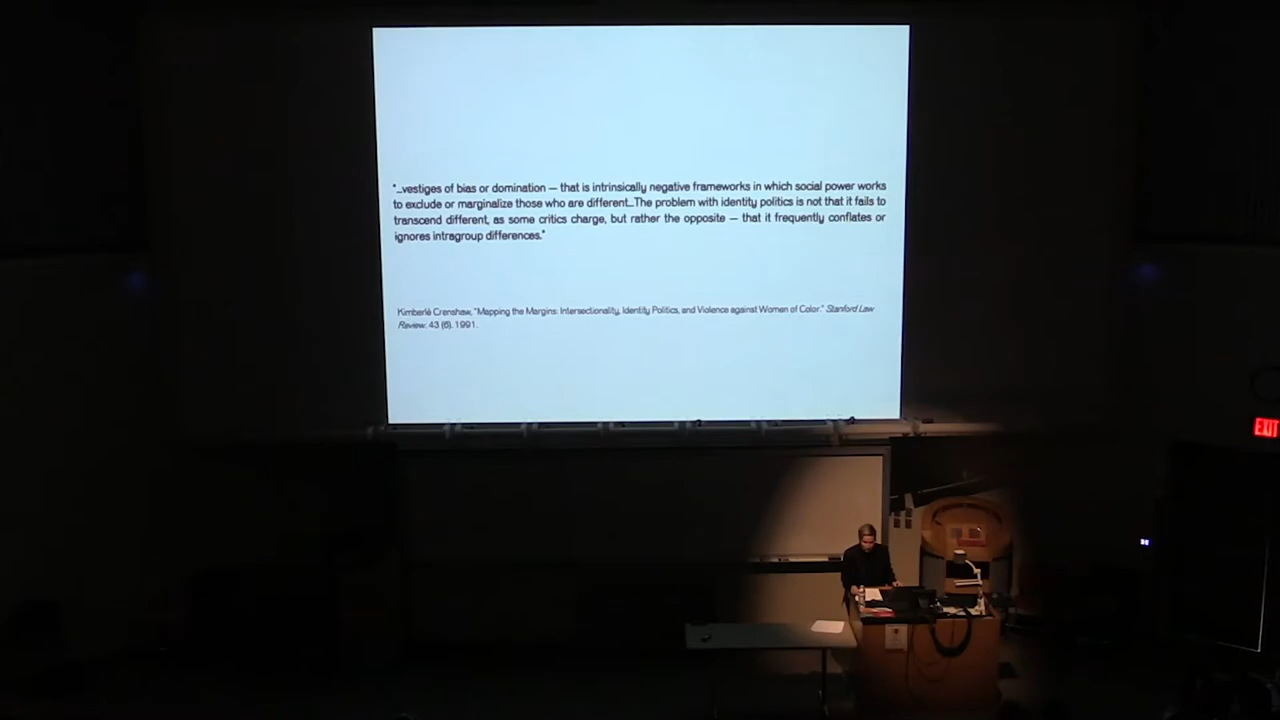 "...vestiges of bias or domination — that is intrinsically negative frameworks in which social power works
to exclude or marginalize those who are different...The problem with identity politics is not that it fails to
transcend different, as some critics charge, but rather the opposite — that it frequently conflates or
ignores intragroup differences."
Kimberlé Crenshaw, "Mapping the Margins: Intersectionality, Identity Politics, and Violence against Women of Color." Stanford Law
Review. 43 (6). 1991.
EXIT